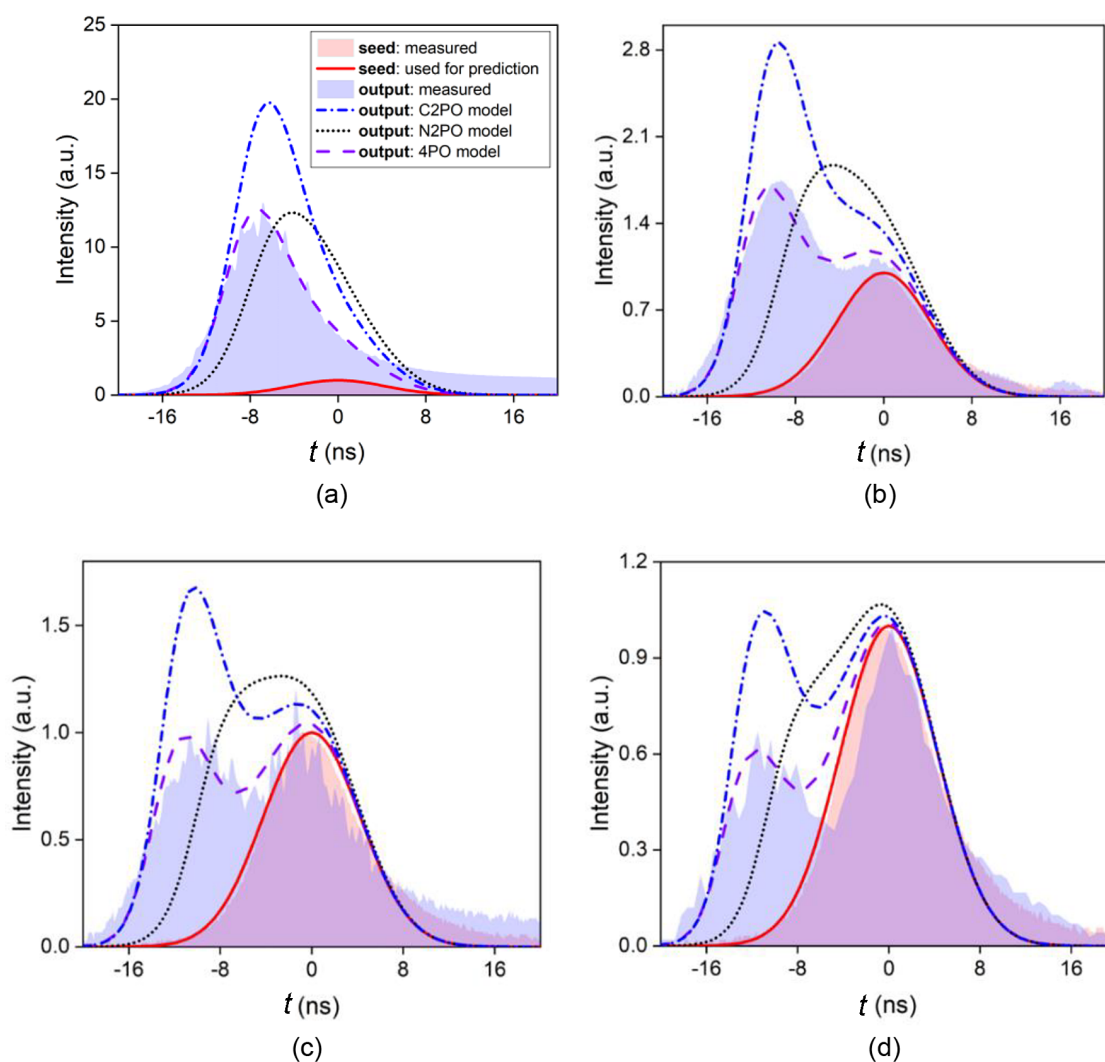 25
20
15
10
5
0
Intensity (a.u.)
seed: measured
seed: used for prediction
output: measured
output: C2PO model
output: N2PO model
output: 4PO model
-16 -8 0 8 16
t (ns)
(a)
2.8
2.1
1.4
0.7
0.0
Intensity (a.u.)
-16 -8 0 8 16
t (ns)
(b)
1.5
1.0
0.5
0.0
Intensity (a.u.)
-16 -8 0 8 16
t (ns)
(c)
1.2
0.9
0.6
0.3
0.0
Intensity (a.u.)
-16 -8 0 8 16
t (ns)
(d)